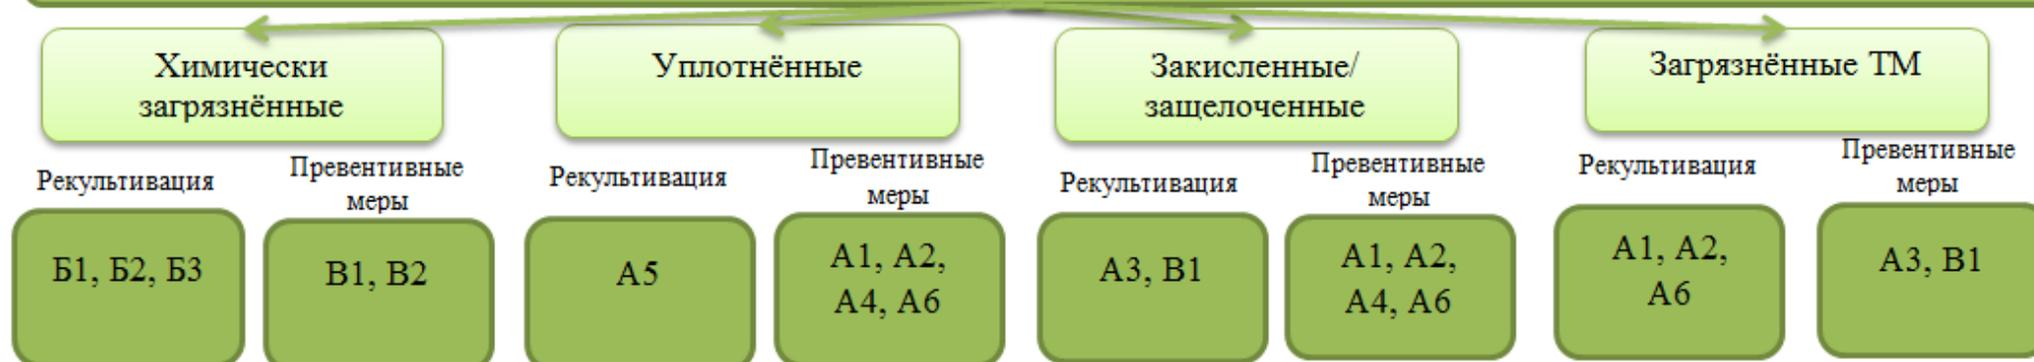 Химически
загрязнённые
Рекультивация
Превентивные
меры
Б1, Б2, Б3
В1, В2
Уплотнённые
Рекультивация
Превентивные
меры
А5
А1, А2,
А4, А6
Закисленные/
защелоченные
Рекультивация
Превентивные
меры
А3, В1
А1, А2,
А4, А6
Загрязнённые ТМ
Рекультивация
Превентивные
меры
А1, А2,
А6
А3, В1